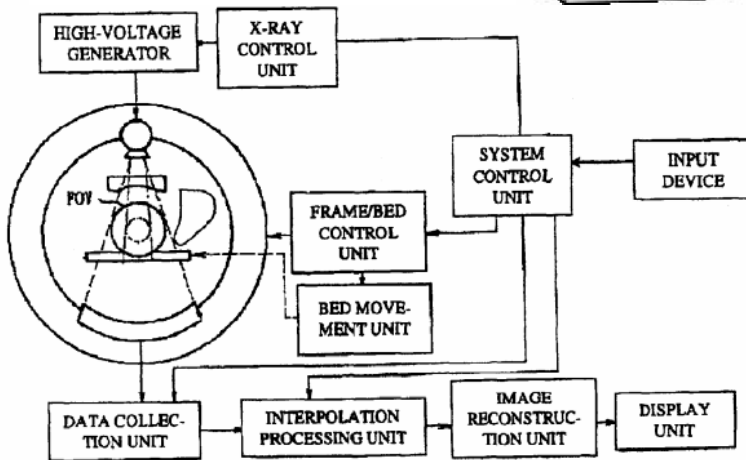 HIGH-VOLTAGE
GENERATOR
X-RAY
CONTROL
UNIT
SYSTEM
CONTROL
UNIT
INPUT
DEVICE
FOV
FRAME/BED
CONTROL
UNIT
BED MOVE-
MENT UNIT
DATA COLLEC-
TION UNIT
INTERPOLATION
PROCESSING UNIT
IMAGE
RECONSTRUC-
TION UNIT
DISPLAY
UNIT